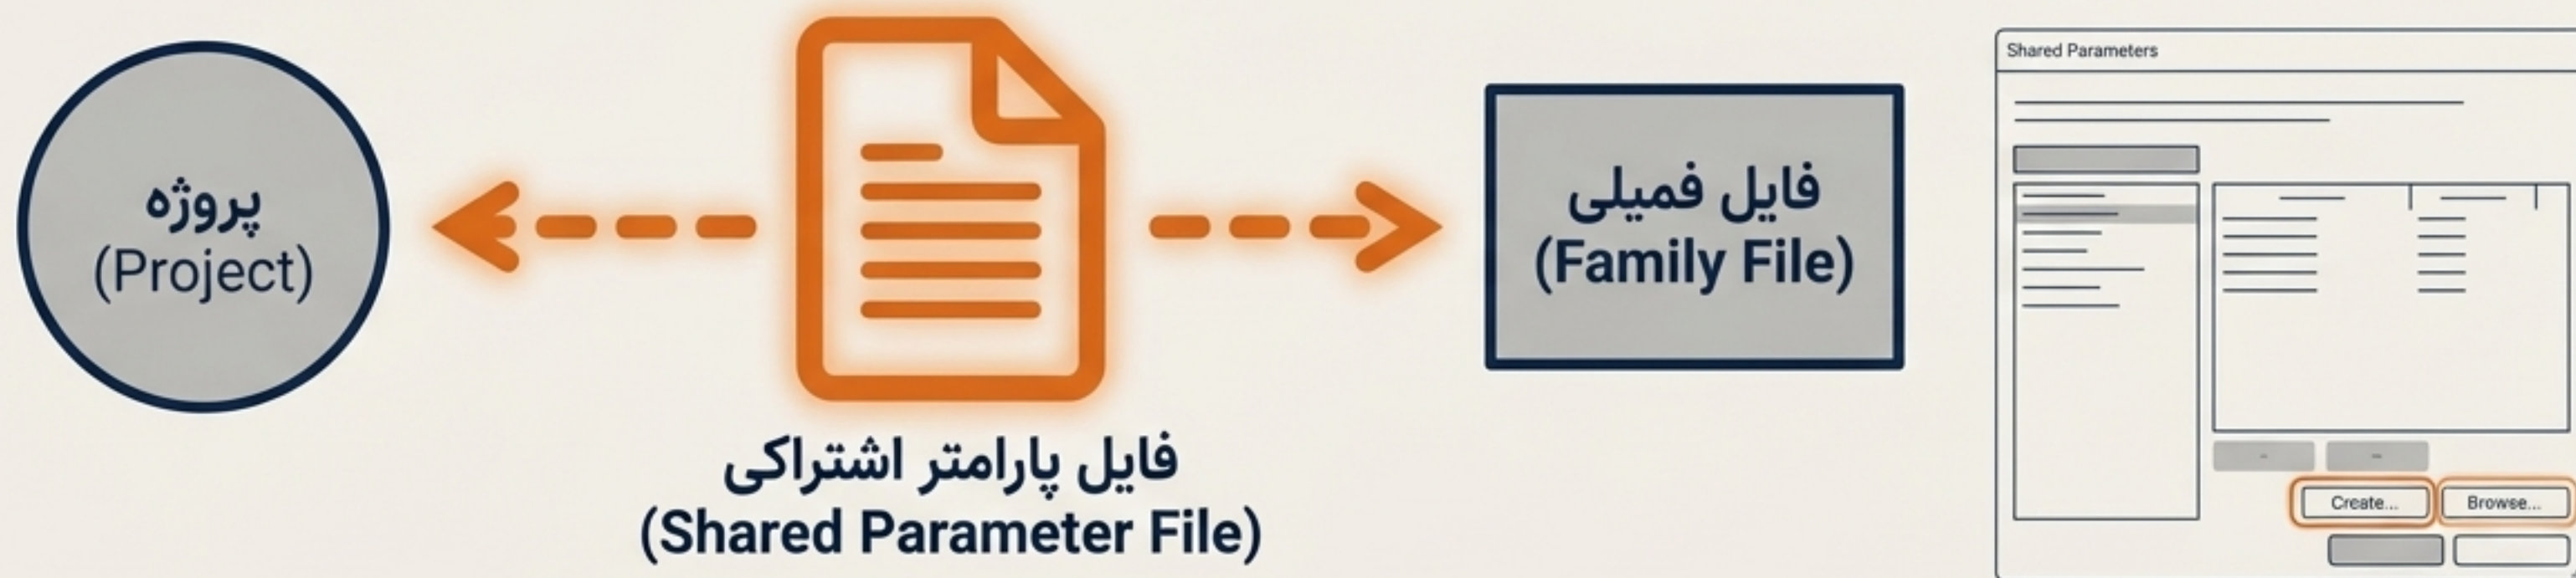 پروژه
(Project)
فایل پارامتر اشتراکی
(Shared Parameter File)
فایل فمیلی
(Family File)
Shared Parameters
Create...
Browse...